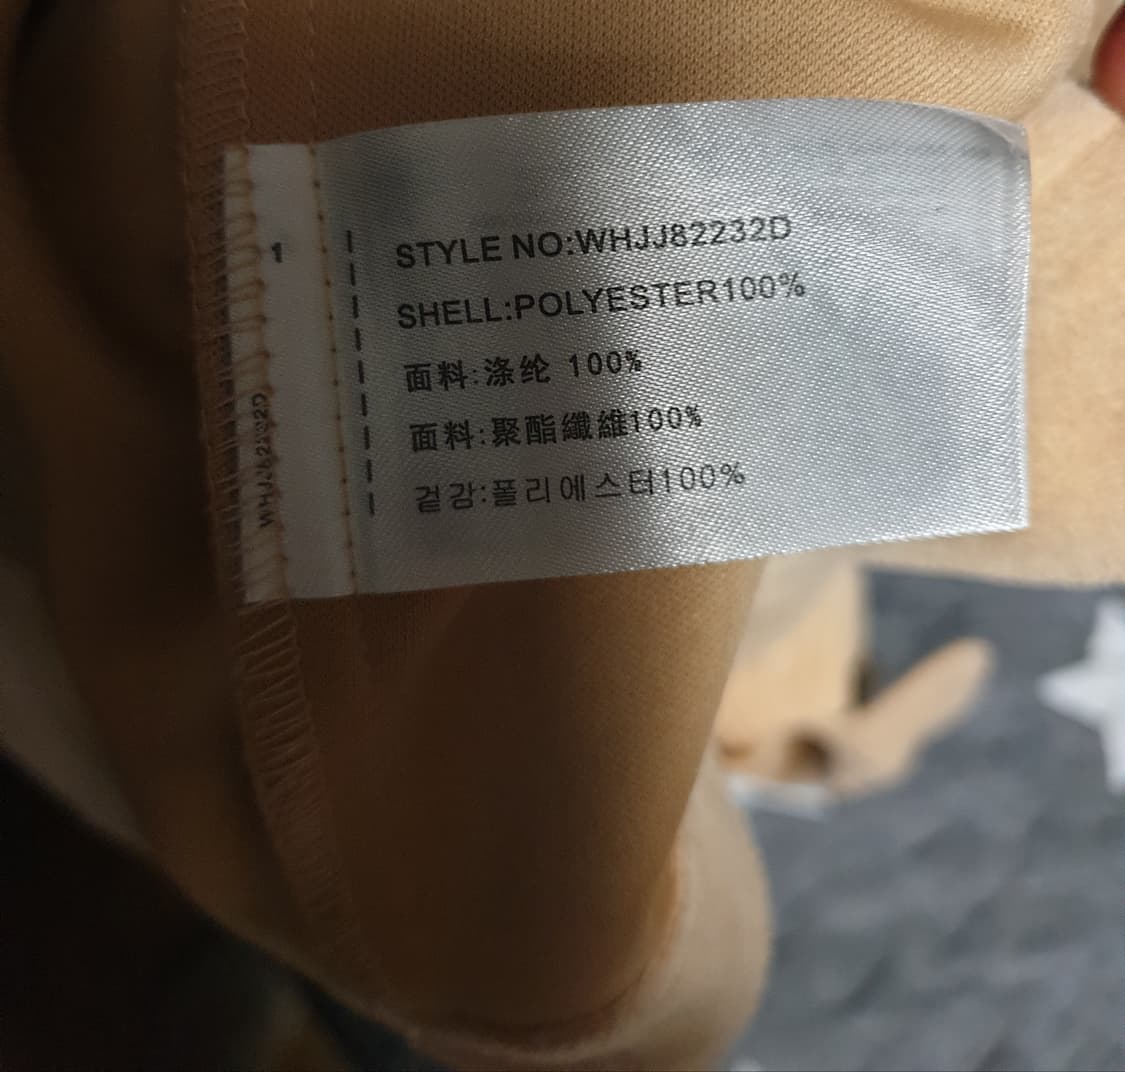 1
STYLE NO:WHJJ82232D
SHELL:POLYESTER100%
面料:涤纶 100%
面料:聚酯纖維100%
겉감:폴리에스터100%